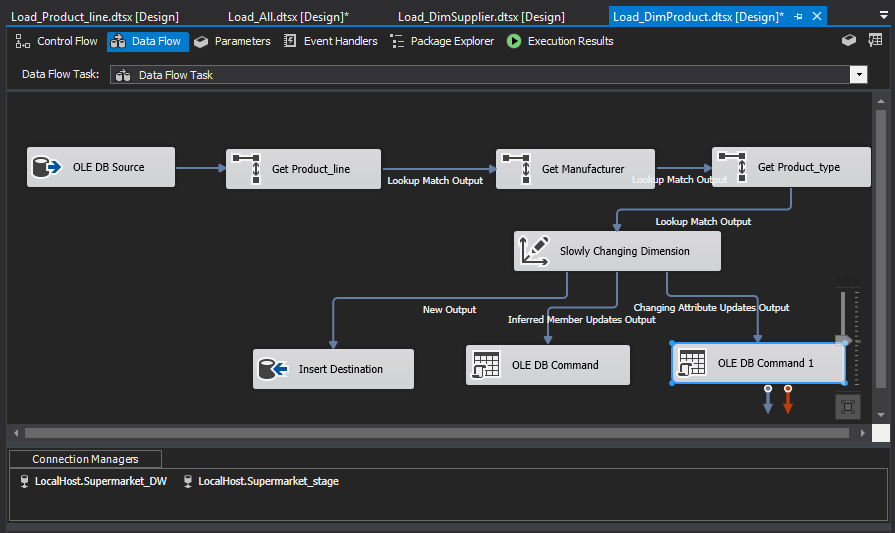 Load_Product_line.dtsx [Design]
Load_All.dtsx [Design]*
Load_DimSupplier.dtsx [Design]
Load_DimProduct.dtsx [Design]*
Control Flow
Data Flow
Parameters
Event Handlers
Package Explorer
Execution Results
Data Flow Task:
Data Flow Task
OLE DB Source
Get Product_line
Lookup Match Output
Get Manufacturer
Lookup Match Output
Get Product_type
Lookup Match Output
Slowly Changing Dimension
New Output
Inferred Member Updates Output
Changing Attribute Updates Output
Insert Destination
OLE DB Command
OLE DB Command 1
Connection Managers
LocalHost.Supermarket_DW
LocalHost.Supermarket_stage